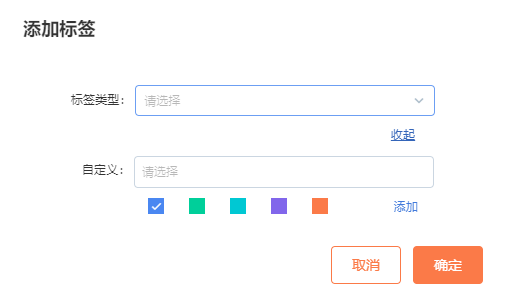 添加标签
标签类型： 请选择
收起
自定义： 请选择
添加
取消 确定